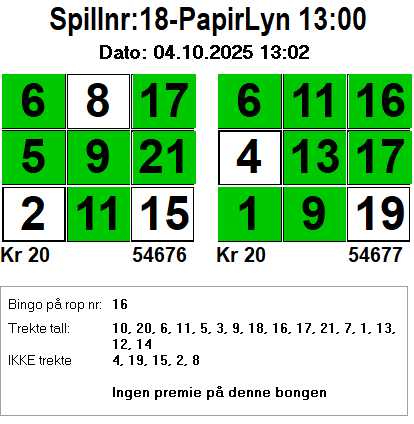 Spillnr:18-PapirLyn 13:00
Dato: 04.10.2025 13:02
6 8 17 6 11 16
5 9 21 4 13 17
2 11 15 1 9 19
Kr 20 54676 Kr 20 54677
Bingo på rop nr: 16
Trekte tall: 10, 20, 6, 11, 5, 3, 9, 18, 16, 17, 21, 7, 1, 13,
12, 14
IKKE trekte 4, 19, 15, 2, 8
Ingen premie på denne bongen